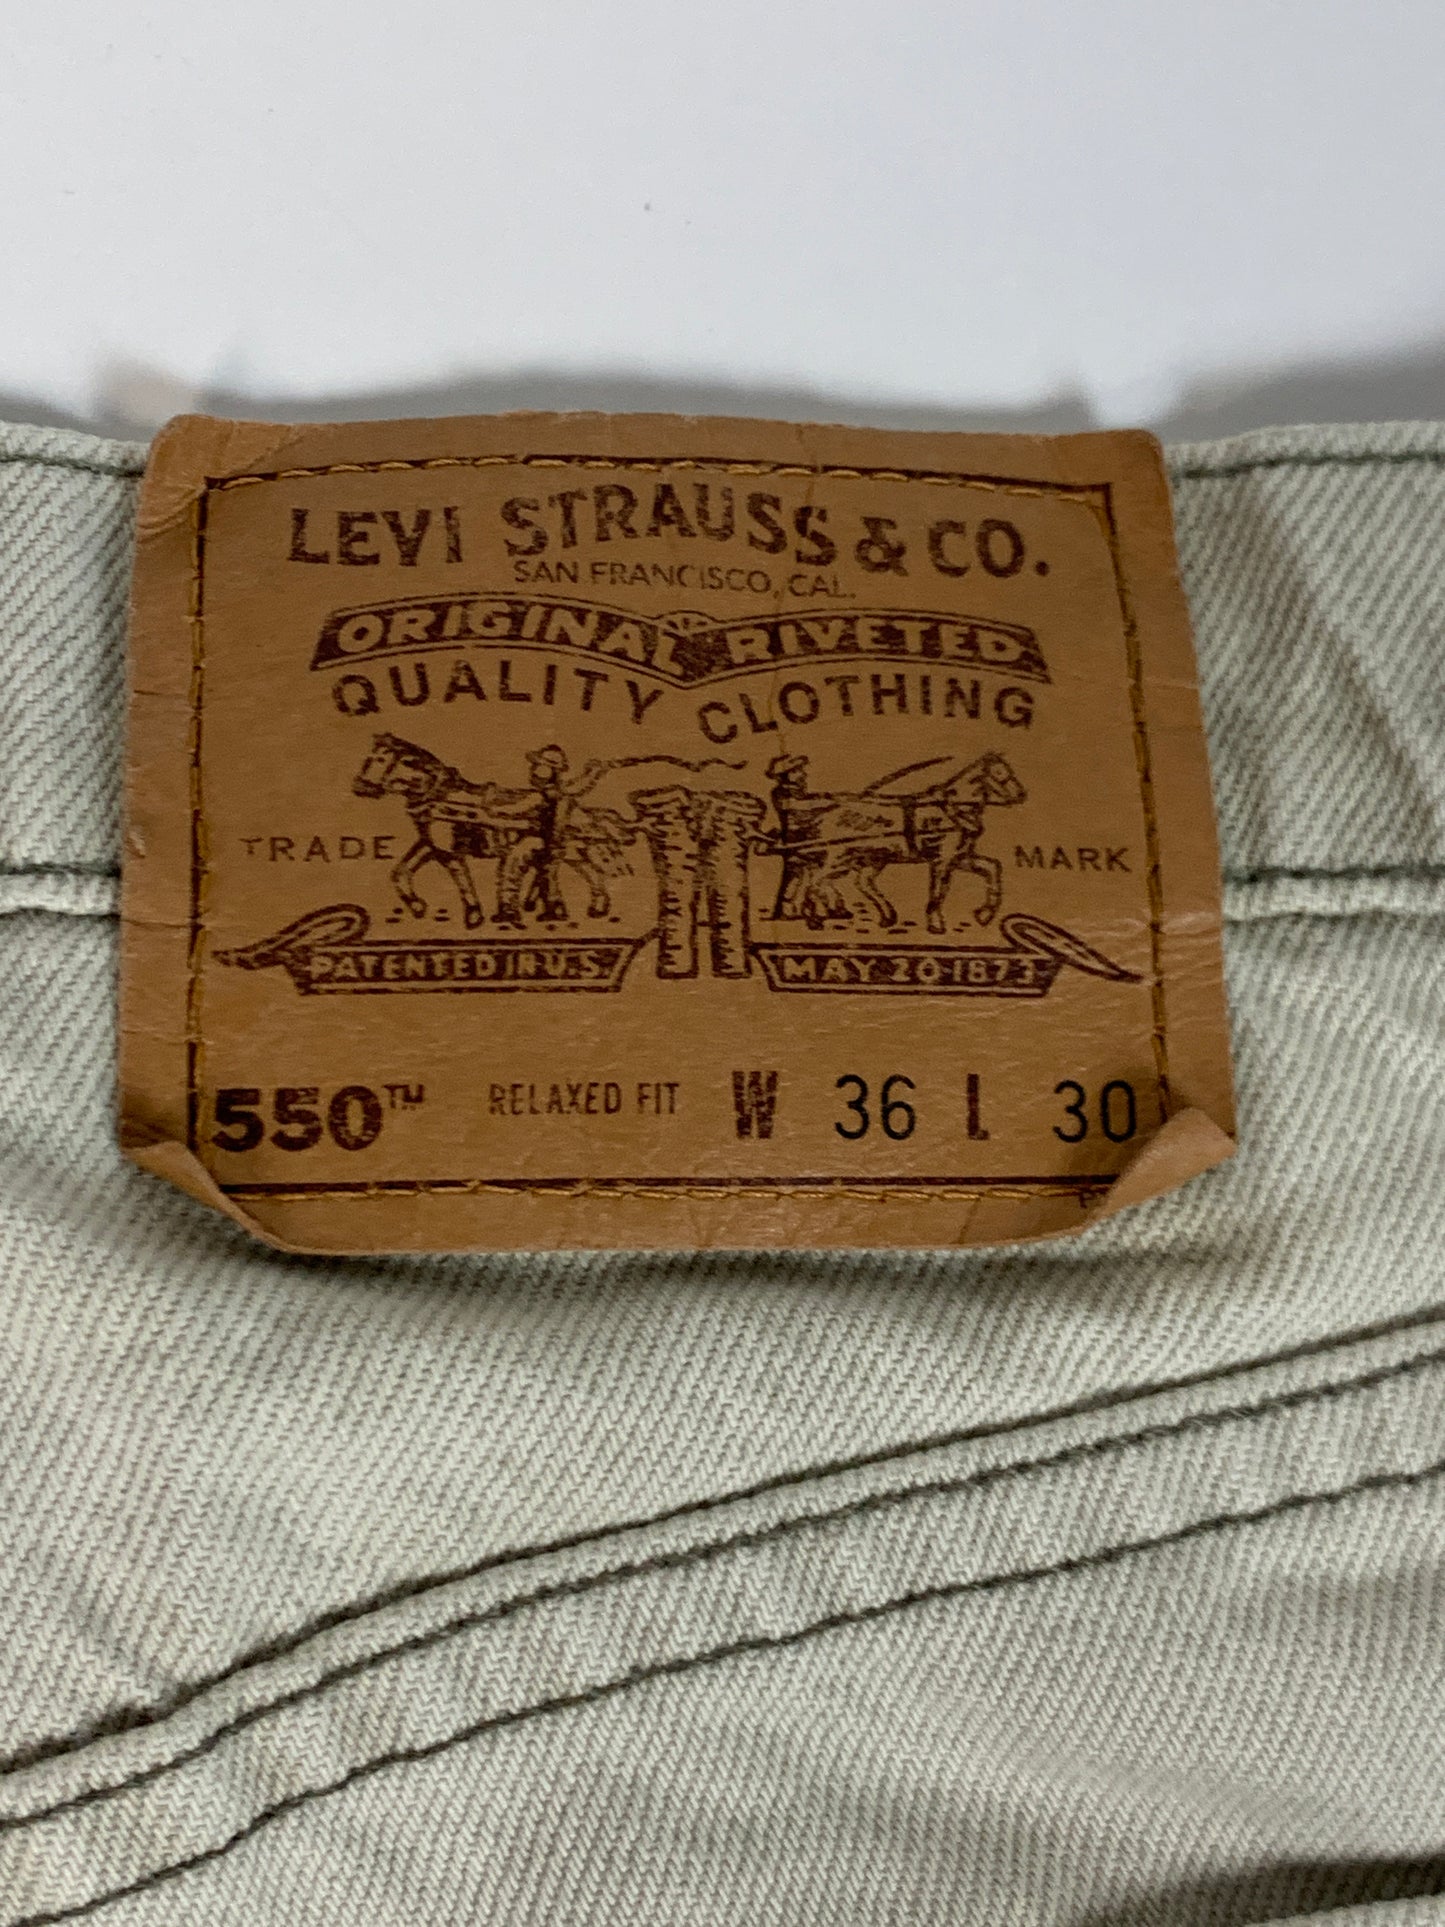 LEVI STRAUSS & CO.
SAN FRANCISCO, CAL.
ORIGINAL RIVETED
QUALITY CLOTHING
TRADE MARK
PATENTED IN U.S. MAY 20 1873
550™ RELAXED FIT W 36 L 30